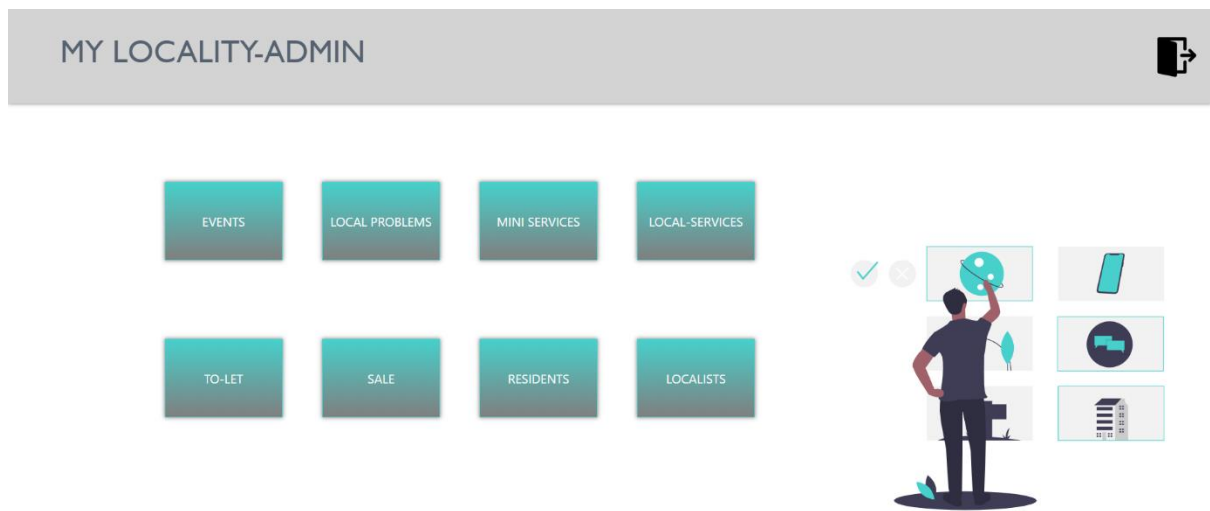 MY LOCALITY-ADMIN
EVENTS
LOCAL PROBLEMS
MINI SERVICES
LOCAL-SERVICES
TO-LET
SALE
RESIDENTS
LOCALISTS